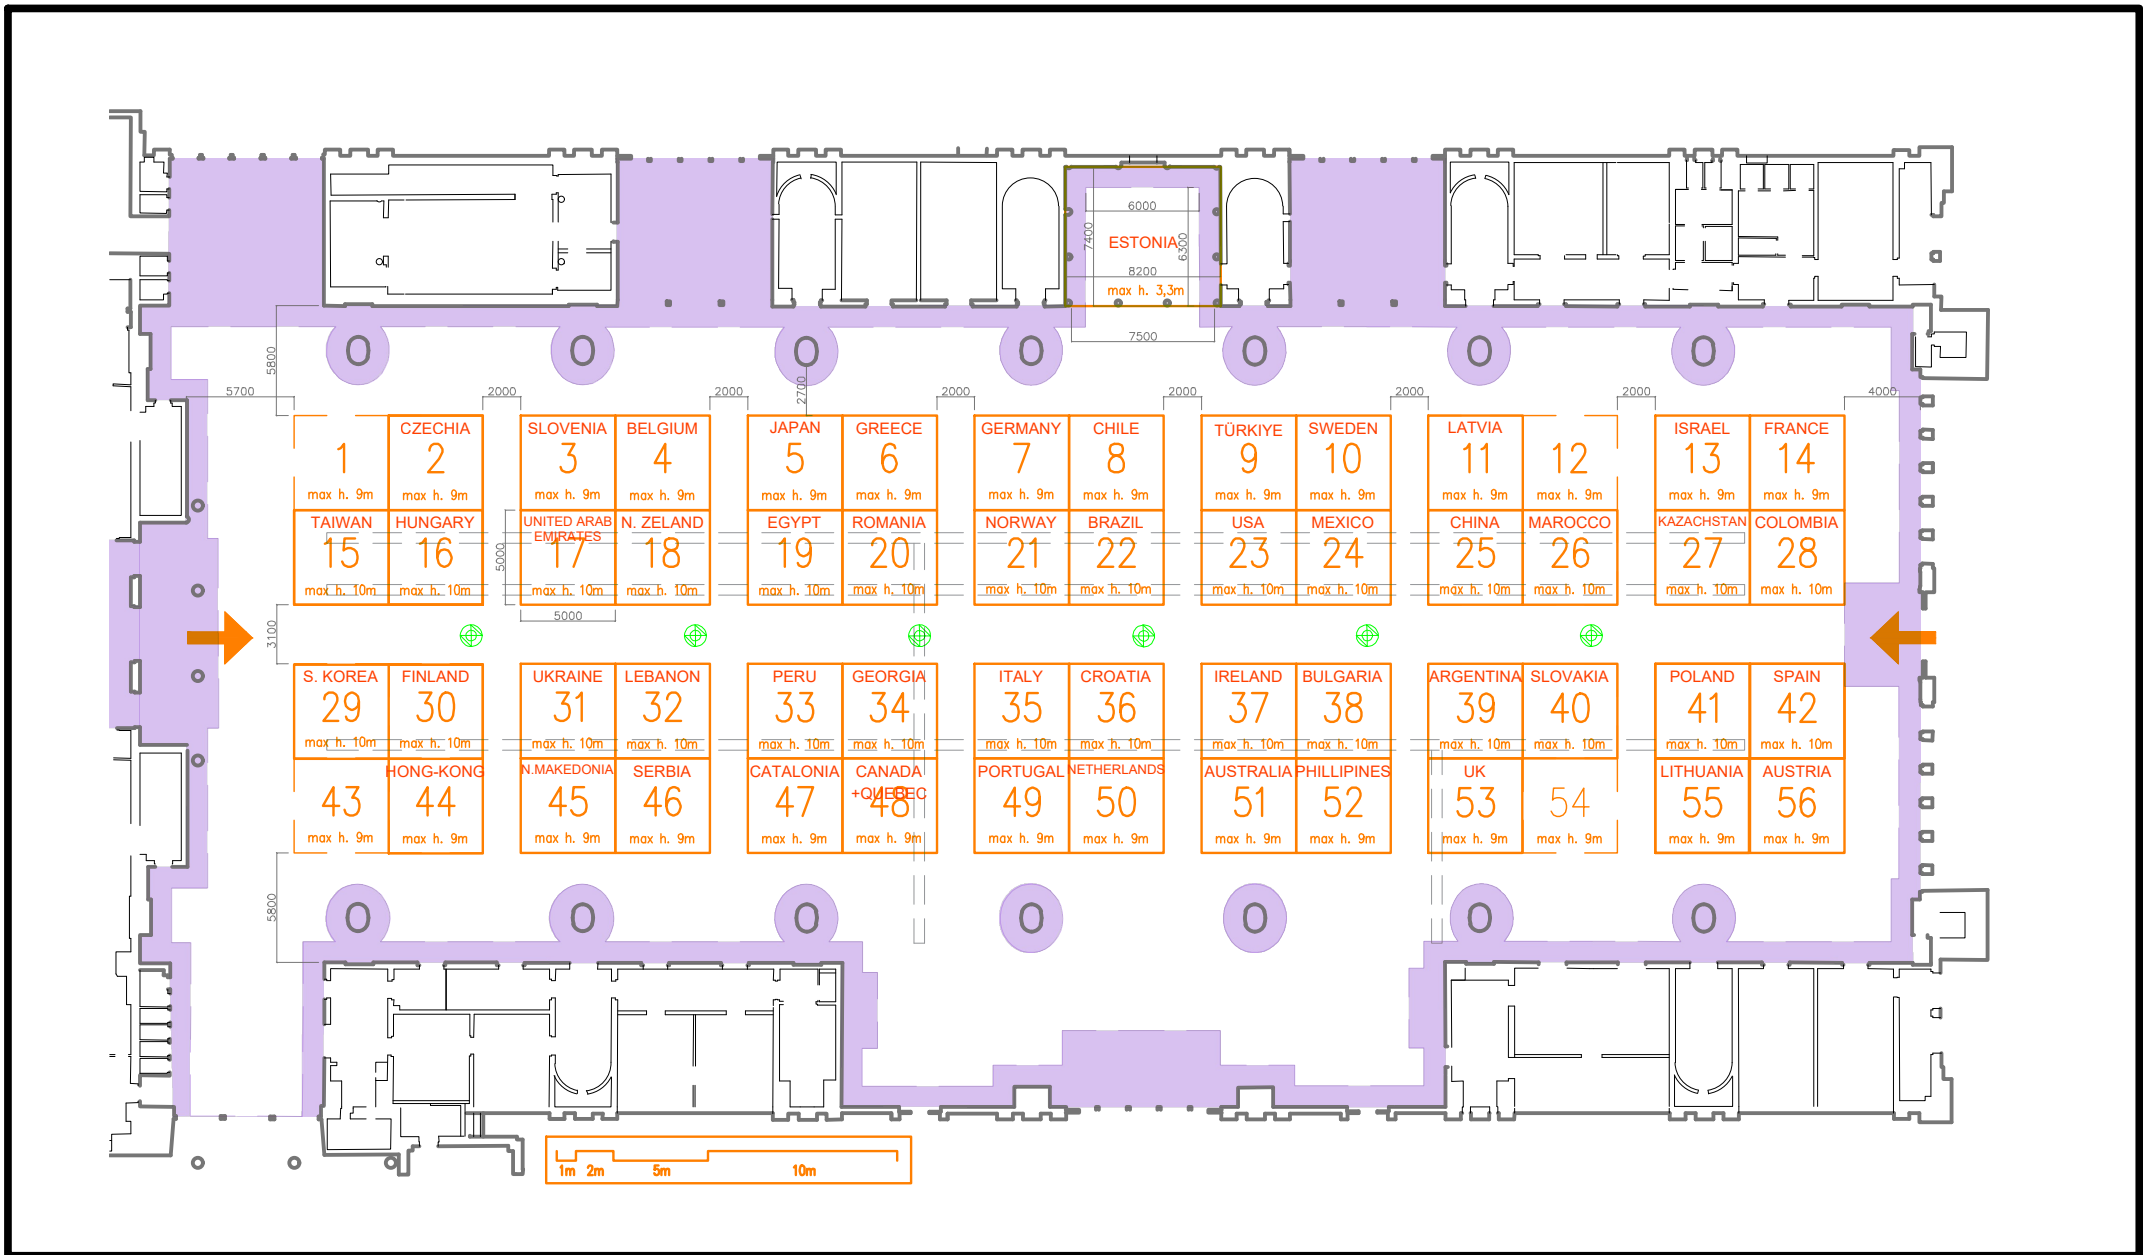 6000
7400
ESTONIA
6300
8200
max h. 3,3m
7500
5800
5700
2000
2000
2700
2000
2000
2000
2000
4000
1
max h. 9m
CZECHIA
2
max h. 9m
SLOVENIA
3
max h. 9m
BELGIUM
4
max h. 9m
JAPAN
5
max h. 9m
GREECE
6
max h. 9m
GERMANY
7
max h. 9m
CHILE
8
max h. 9m
TÜRKIYE
9
max h. 9m
SWEDEN
10
max h. 9m
LATVIA
11
max h. 9m
12
max h. 9m
ISRAEL
13
max h. 9m
FRANCE
14
max h. 9m
TAIWAN
15
max h. 10m
HUNGARY
16
max h. 10m
5000
UNITED ARAB
EMIRATES
17
max h. 10m
N. ZELAND
18
max h. 10m
EGYPT
19
max h. 10m
ROMANIA
20
max h. 10m
NORWAY
21
max h. 10m
BRAZIL
22
max h. 10m
USA
23
max h. 10m
MEXICO
24
max h. 10m
CHINA
25
max h. 10m
MAROCCO
26
max h. 10m
KAZACHSTAN
27
max h. 10m
COLOMBIA
28
max h. 10m
5000
3100
S. KOREA
29
max h. 10m
FINLAND
30
max h. 10m
UKRAINE
31
max h. 10m
LEBANON
32
max h. 10m
PERU
33
max h. 10m
GEORGIA
34
max h. 10m
ITALY
35
max h. 10m
CROATIA
36
max h. 10m
IRELAND
37
max h. 10m
BULGARIA
38
max h. 10m
ARGENTINA
39
max h. 10m
SLOVAKIA
40
max h. 10m
POLAND
41
max h. 10m
SPAIN
42
max h. 10m
43
max h. 9m
HONG-KONG
44
max h. 9m
N.MAKEDONIA
45
max h. 9m
SERBIA
46
max h. 9m
CATALONIA
47
max h. 9m
CANADA
+QUEBEC
48
max h. 9m
PORTUGAL
49
max h. 9m
NETHERLANDS
50
max h. 9m
AUSTRALIA
51
max h. 9m
PHILLIPINES
52
max h. 9m
UK
53
max h. 9m
54
max h. 9m
LITHUANIA
55
max h. 9m
AUSTRIA
56
max h. 9m
5800
1m 2m 5m 10m